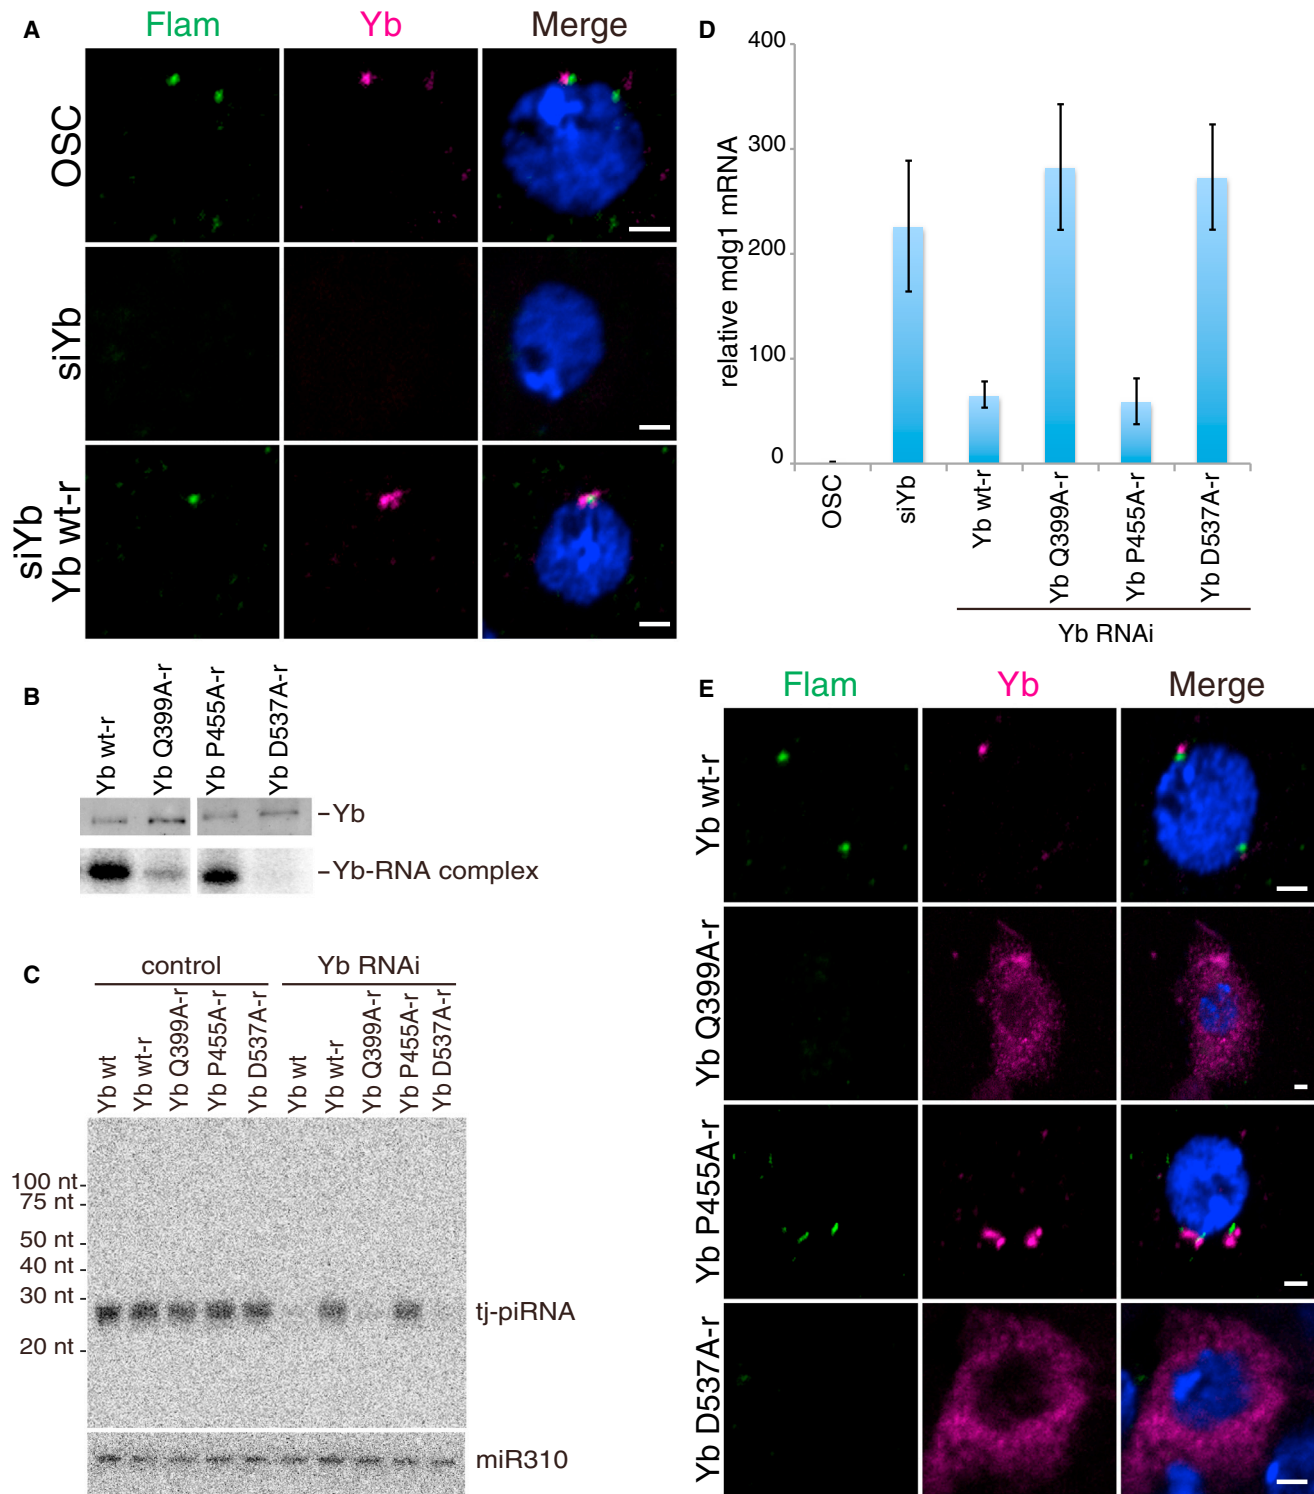 A
Flam
Yb
Merge
OSC
siYb
siYb
Yb wt-r
B
Yb wt-r
Yb Q399A-r
Yb P455A-r
Yb D537A-r
Yb
Yb-RNA complex
C
control
Yb RNAi
Yb wt
Yb wt-r
Yb Q399A-r
Yb P455A-r
Yb D537A-r
Yb wt
Yb wt-r
Yb Q399A-r
Yb P455A-r
Yb D537A-r
100 nt
75 nt
50 nt
40 nt
30 nt
20 nt
tj-piRNA
miR310
D
relative mdg1 mRNA
400
300
200
100
0
OSC
siYb
Yb wt-r
Yb Q399A-r
Yb P455A-r
Yb D537A-r
Yb RNAi
E
Flam
Yb
Merge
Yb wt-r
Yb Q399A-r
Yb P455A-r
Yb D537A-r